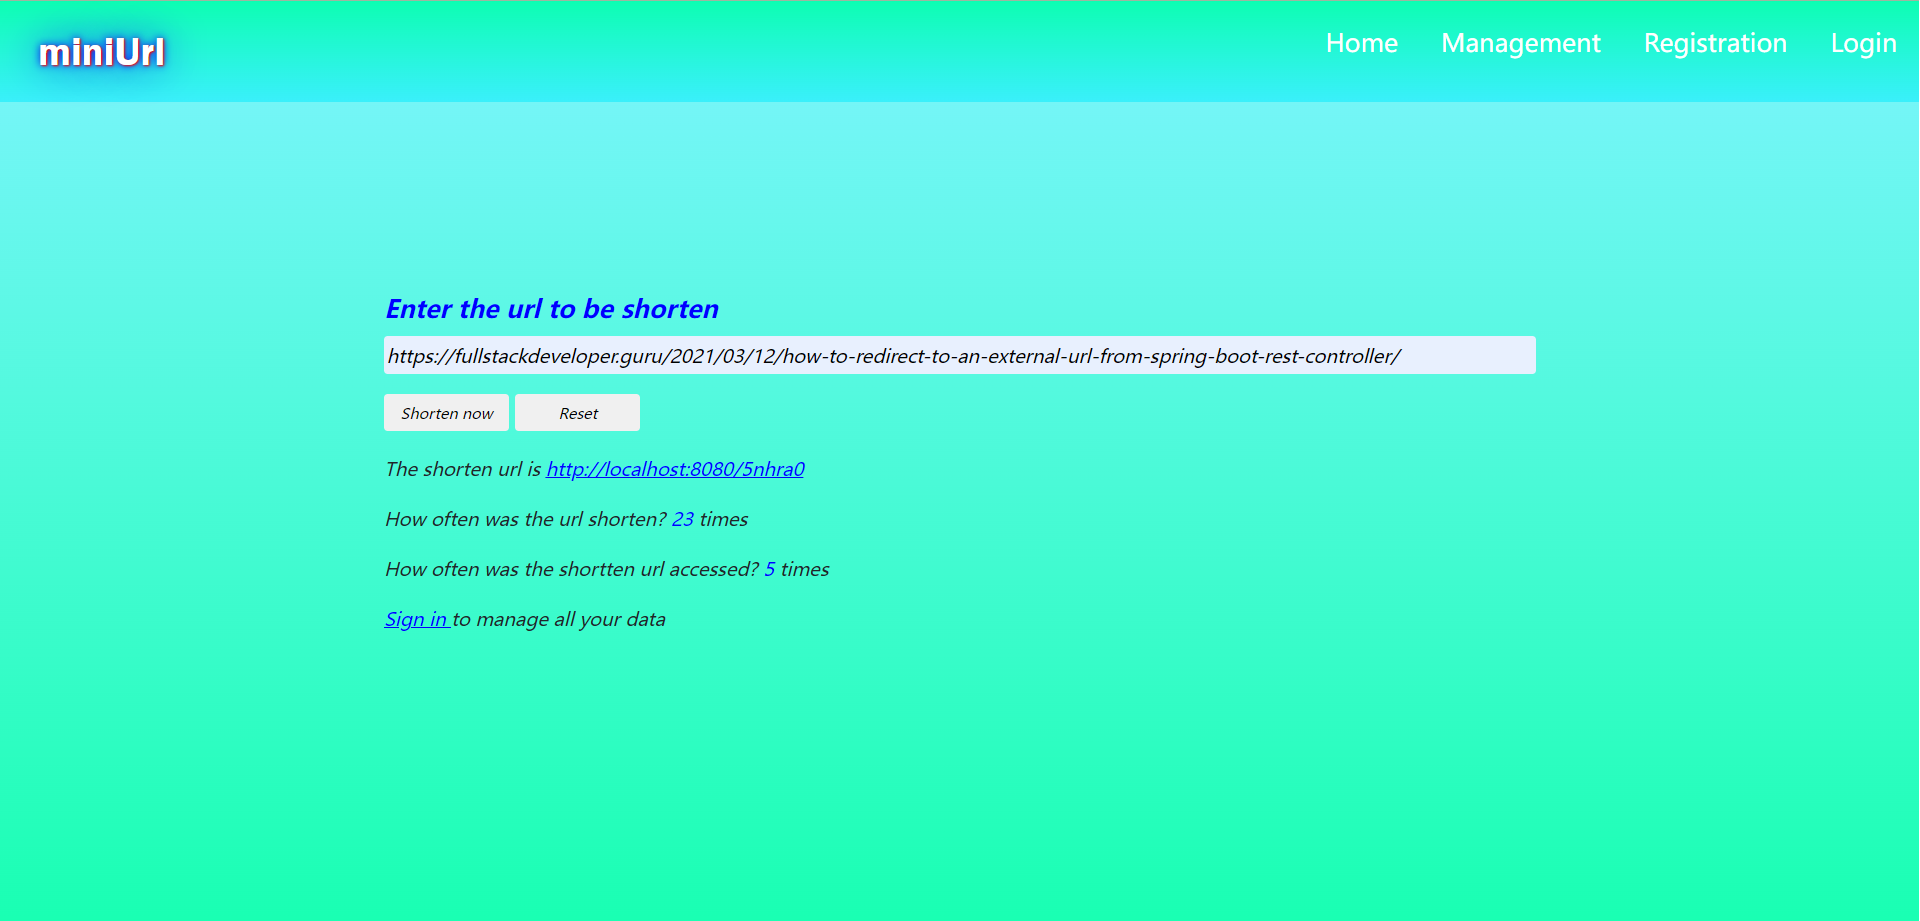 miniUrl
Home Management Registration Login
Enter the url to be shorten
https://fullstackdeveloper.guru/2021/03/12/how-to-redirect-to-an-external-url-from-spring-boot-rest-controller/
Shorten now Reset
The shorten url is http://localhost:8080/5nhra0
How often was the url shorten? 23 times
How often was the shortten url accessed? 5 times
Sign in to manage all your data